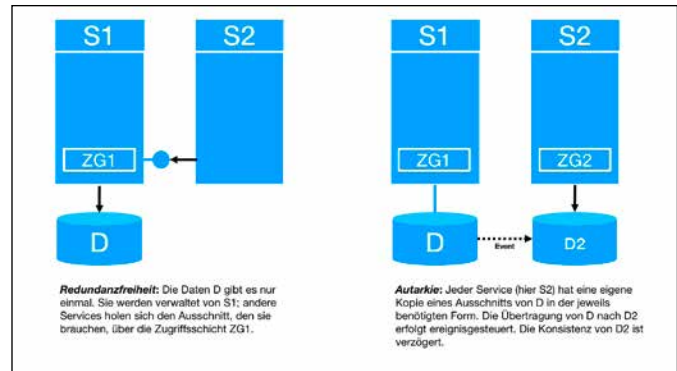 S1
S2
ZG1
D
Redundanzfreiheit: Die Daten D gibt es nur
einmal. Sie werden verwaltet von S1; andere
Services holen sich den Ausschnitt, den sie
brauchen, über die Zugriffsschicht ZG1.
S1
S2
ZG1
ZG2
D
Event
D2
Autarkie: Jeder Service (hier S2) hat eine eigene
Kopie eines Ausschnitts von D in der jeweils
benötigten Form. Die Übertragung von D nach D2
erfolgt ereignisgesteuert. Die Konsistenz von D2 ist
verzögert.